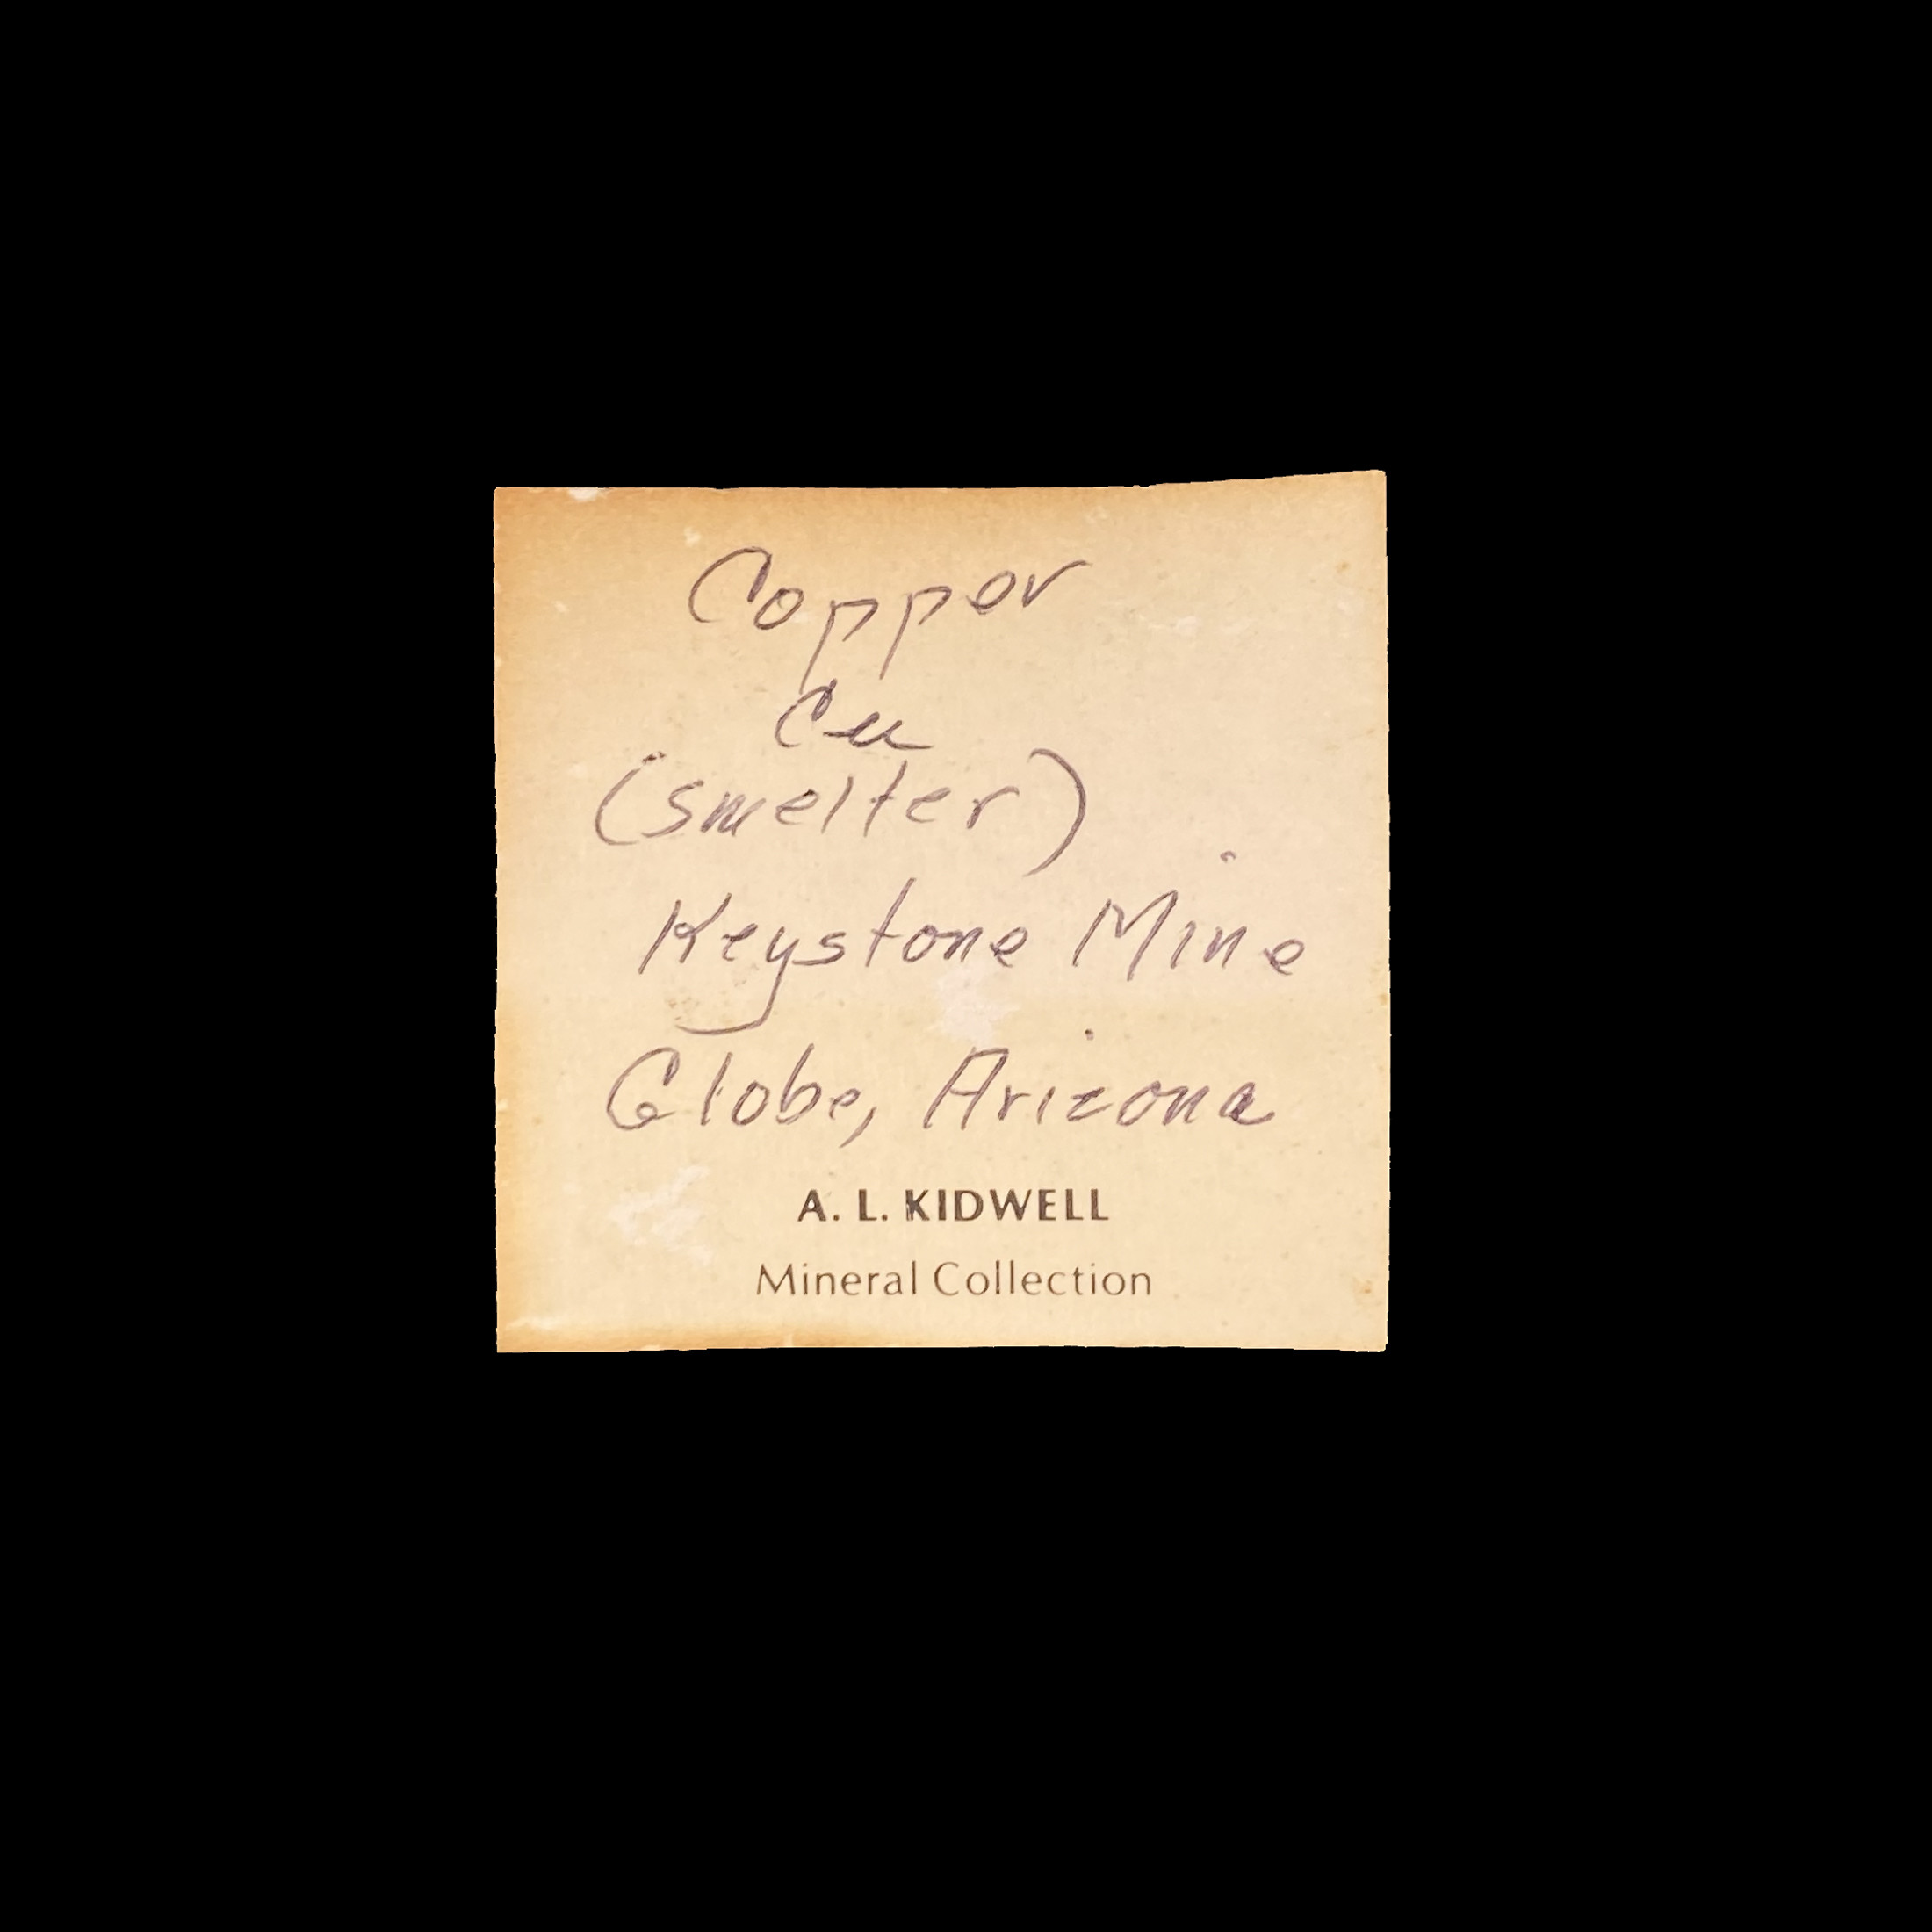 Copper
Cu
(smelter)
Keystone Mine
Globe, Arizona
A. L. KIDWELL
Mineral Collection